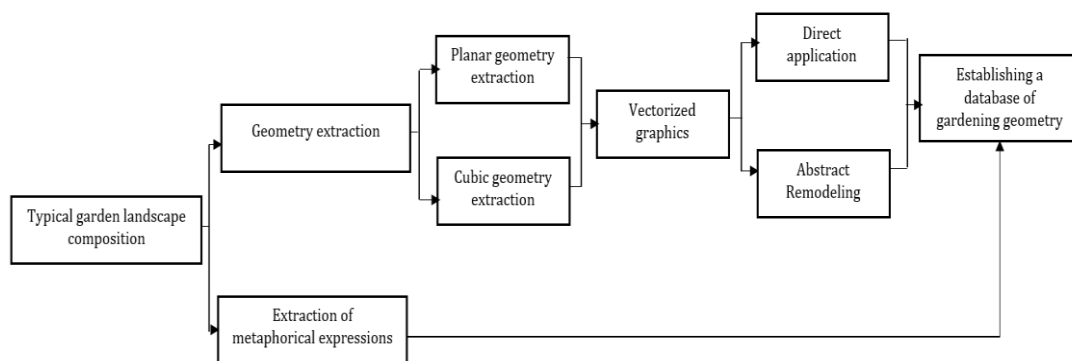 Typical garden landscape
composition
Geometry extraction
Extraction of
metaphorical expressions
Planar geometry
extraction
Cubic geometry
extraction
Vectorized
graphics
Direct
application
Abstract
Remodeling
Establishing a
database of
gardening geometry